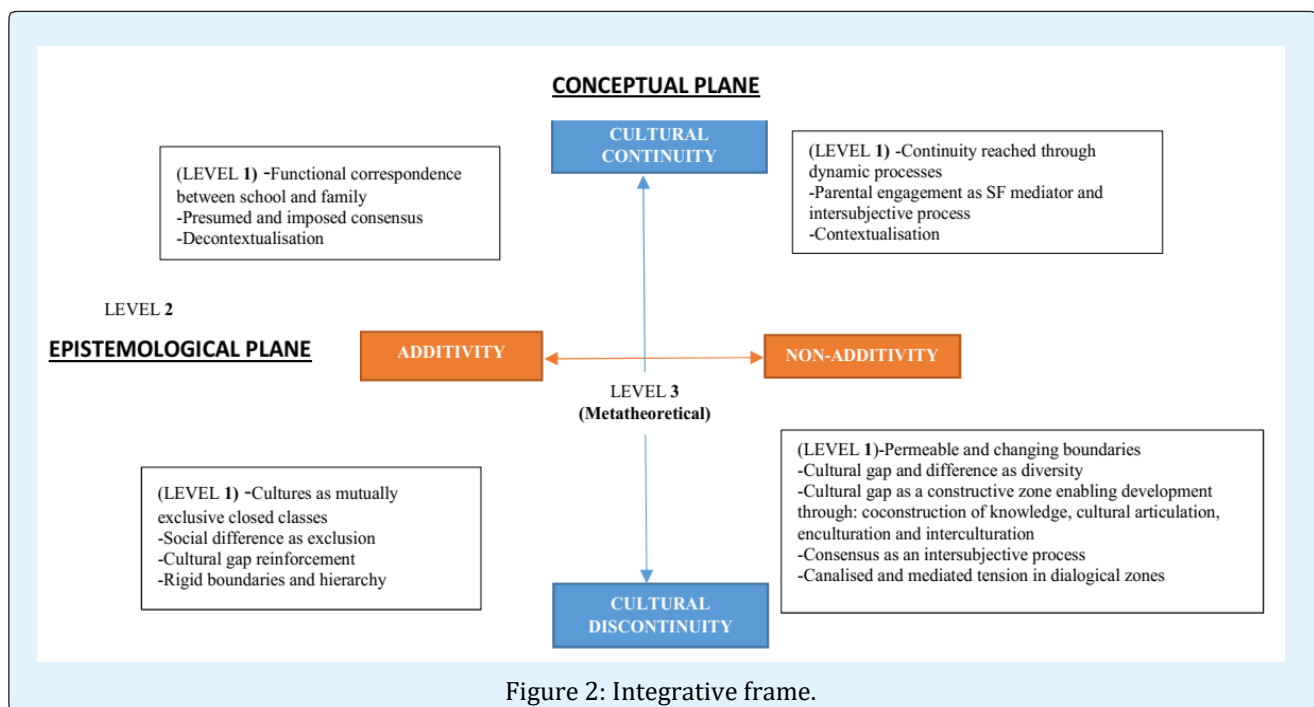 CONCEPTUAL PLANE
CULTURAL
CONTINUITY
(LEVEL 1) -Functional correspondence
between school and family
-Presumed and imposed consensus
-Decontextualisation
(LEVEL 1) -Continuity reached through
dynamic processes
-Parental engagement as SF mediator and
intersubjective process
-Contextualisation
LEVEL 2
EPISTEMOLOGICAL PLANE
ADDITIVITY
NON-ADDITIVITY
LEVEL 3
(Metatheoretical)
(LEVEL 1) -Cultures as mutually
exclusive closed classes
-Social difference as exclusion
-Cultural gap reinforcement
-Rigid boundaries and hierarchy
(LEVEL 1)-Permeable and changing boundaries
-Cultural gap and difference as diversity
-Cultural gap as a constructive zone enabling development
through: coconstruction of knowledge, cultural articulation,
enculturation and interculturation
-Consensus as an intersubjective process
-Canalised and mediated tension in dialogical zones
CULTURAL
DISCONTINUITY
Figure 2: Integrative frame.